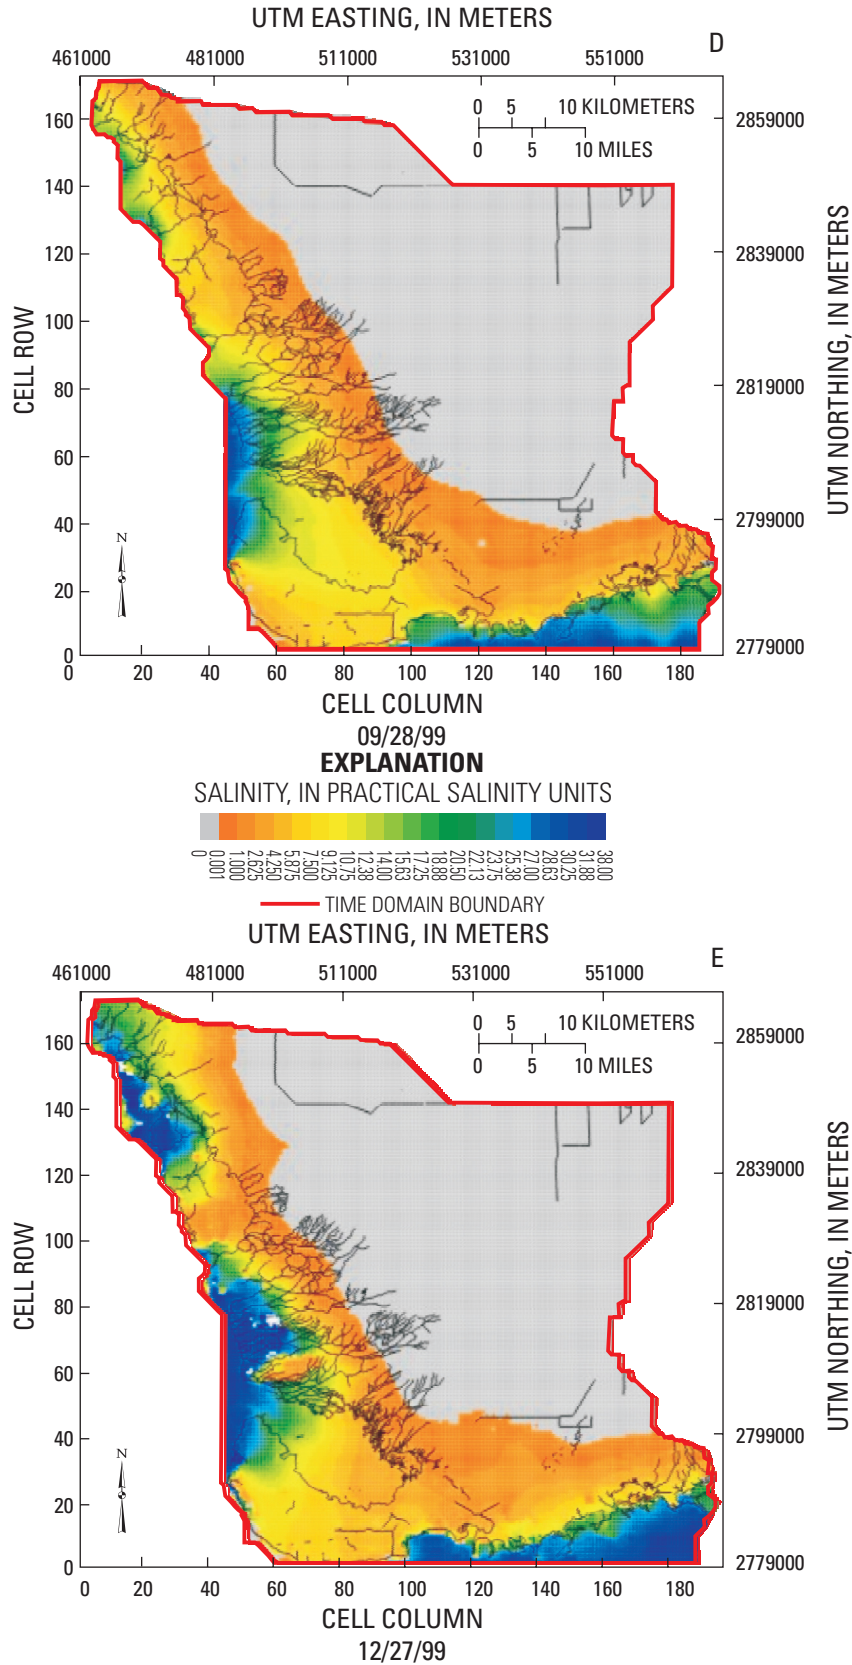 UTM EASTING, IN METERS
D
461000 481000 511000 531000 551000
0 5 10 KILOMETERS
0 5 10 MILES
160
140
120
100
80
60
40
20
0
CELL ROW
2859000
2839000
2819000
2799000
2779000
UTM NORTHING, IN METERS
N
0 20 40 60 80 100 120 140 160 180
CELL COLUMN
09/28/99
EXPLANATION
SALINITY, IN PRACTICAL SALINITY UNITS
0 0.001 1.000 2.625 4.250 5.875 7.500 9.125 10.75 12.38 14.00 15.63 17.25 18.88 20.50 22.13 23.75 25.38 27.00 28.63 30.25 31.88 38.00
TIME DOMAIN BOUNDARY
UTM EASTING, IN METERS
E
461000 481000 511000 531000 551000
0 5 10 KILOMETERS
0 5 10 MILES
160
140
120
100
80
60
40
20
0
CELL ROW
2859000
2839000
2819000
2799000
2779000
UTM NORTHING, IN METERS
N
0 20 40 60 80 100 120 140 160 180
CELL COLUMN
12/27/99